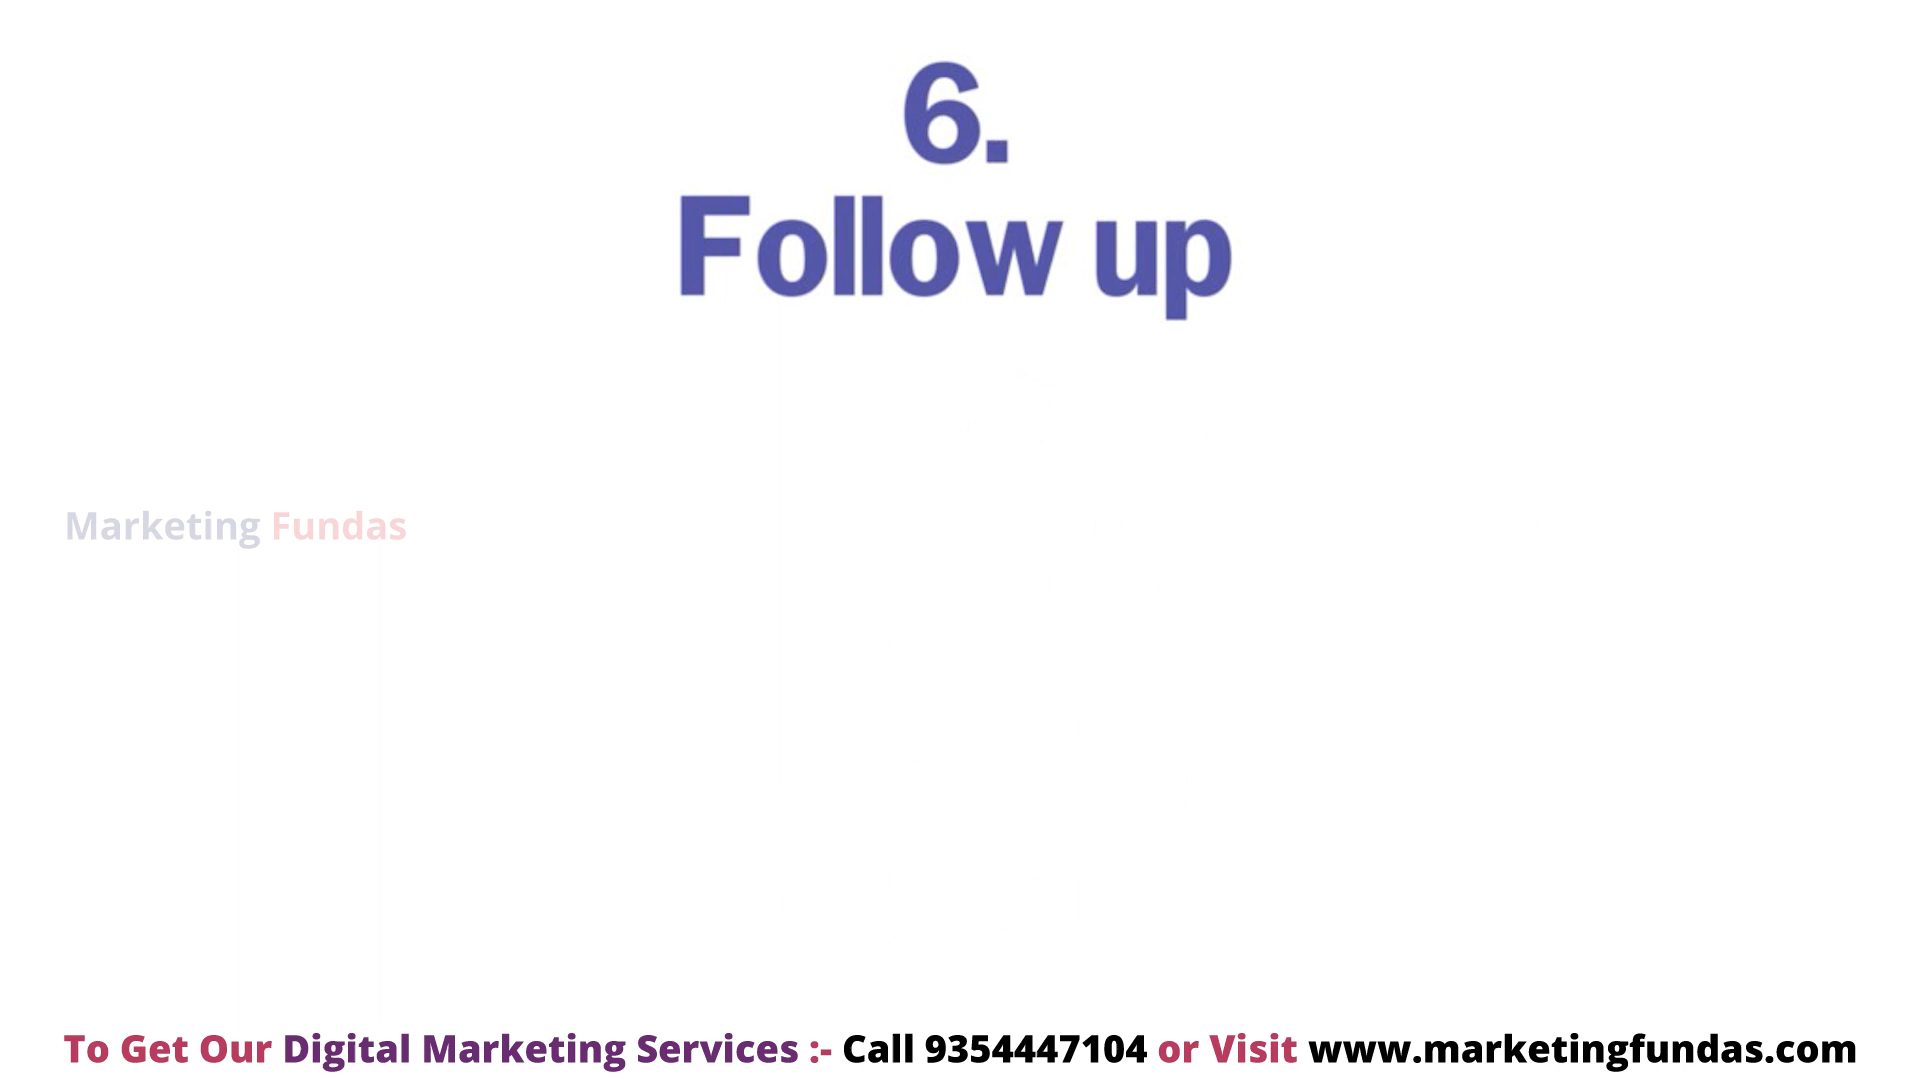 6.
Follow up
Marketing Fundas
To Get Our Digital Marketing Services :- Call 9354447104 or Visit www.marketingfundas.com